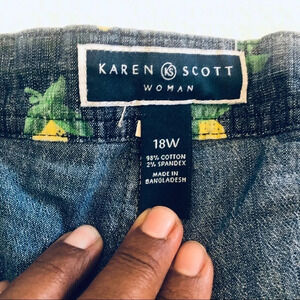 KAREN KS SCOTT
WOMAN
18W
98% COTTON
2% SPANDEX
MADE IN
BANGLADESH